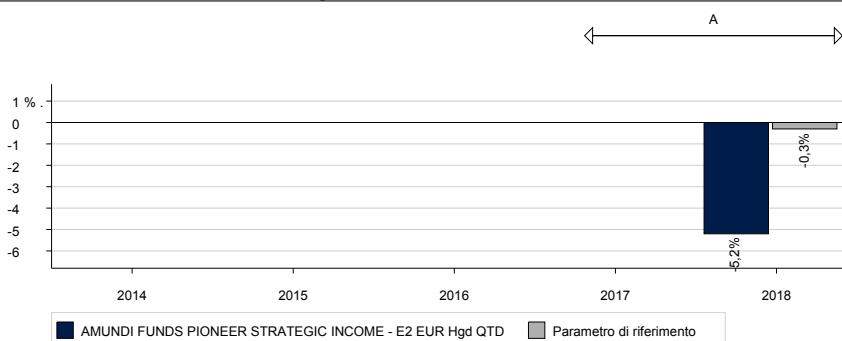 A
1 % .
0
-1
-2
-3
-4
-5
-6
-5,2%
-0,3%
2014 2015 2016 2017 2018
AMUNDI FUNDS PIONEER STRATEGIC INCOME - E2 EUR Hgd QTD Parametro di riferimento